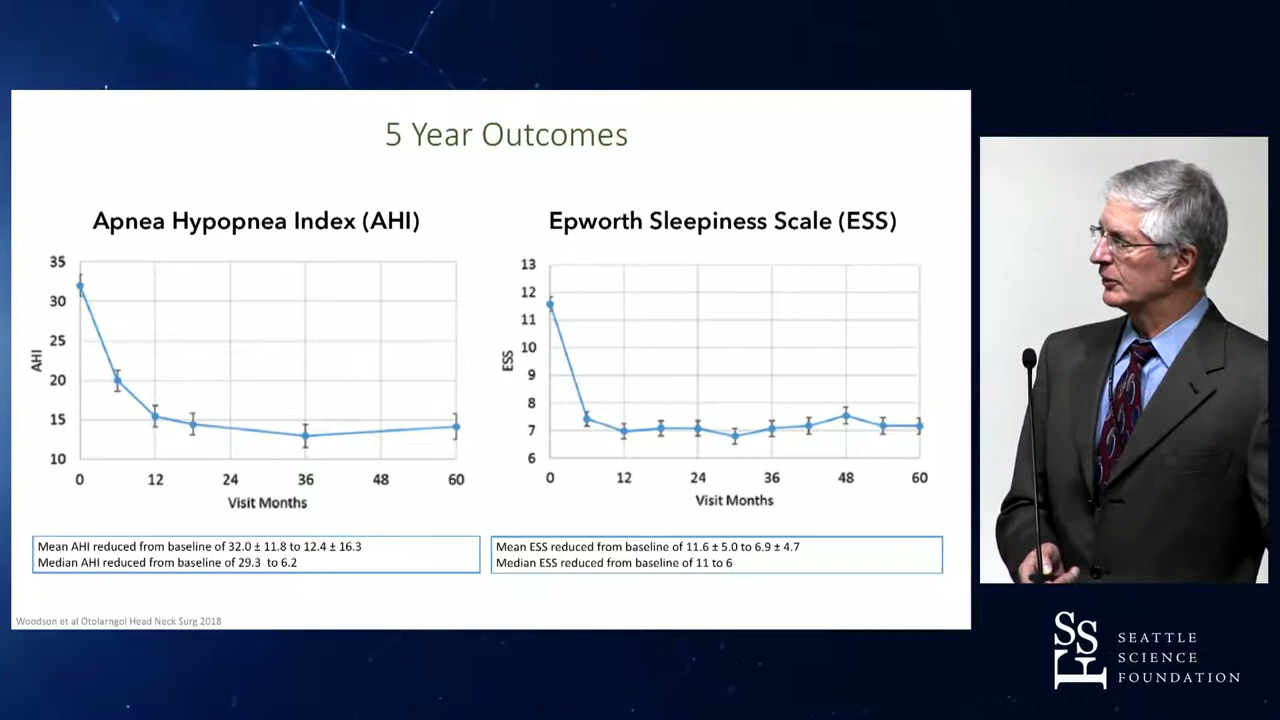 5 Year Outcomes
Apnea Hypopnea Index (AHI)
35
30
25
20
15
10
AHI
0 12 24 36 48 60
Visit Months
Epworth Sleepiness Scale (ESS)
13
12
11
10
9
8
7
6
ESS
0 12 24 36 48 60
Visit Months
Mean AHI reduced from baseline of 32.0 ± 11.8 to 12.4 ± 16.3
Median AHI reduced from baseline of 29.3 to 6.2
Mean ESS reduced from baseline of 11.6 ± 5.0 to 6.9 ± 4.7
Median ESS reduced from baseline of 11 to 6
Woodson et al Otolarngol Head Neck Surg 2018
SSF
SEATTLE
SCIENCE
FOUNDATION